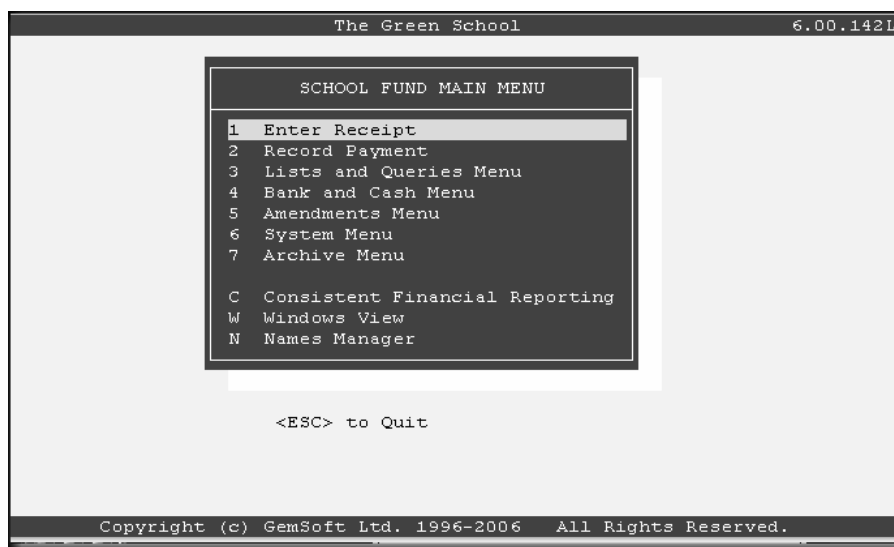 The Green School 6.00.142L
SCHOOL FUND MAIN MENU
1 Enter Receipt
2 Record Payment
3 Lists and Queries Menu
4 Bank and Cash Menu
5 Amendments Menu
6 System Menu
7 Archive Menu
C Consistent Financial Reporting
W Windows View
N Names Manager
<ESC> to Quit
Copyright (c) GemSoft Ltd. 1996-2006 All Rights Reserved.